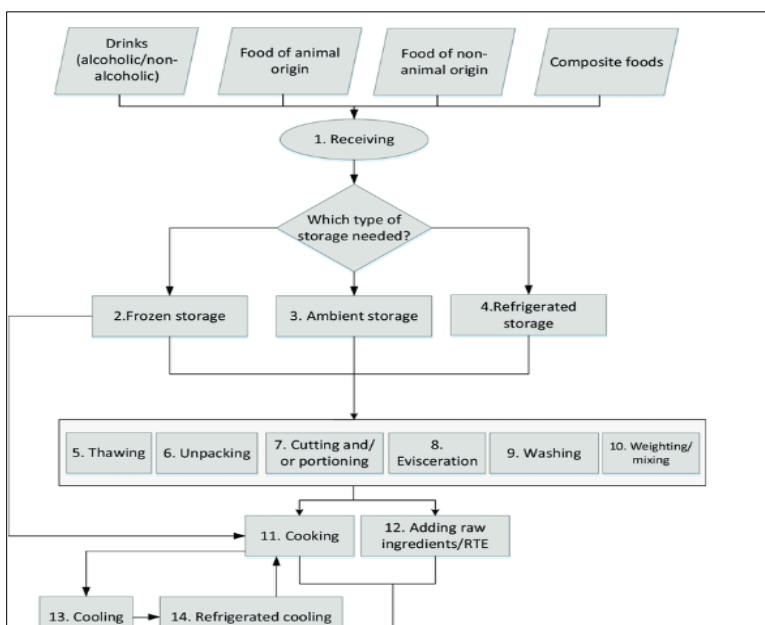 Drinks
(alcoholic/non-
alcoholic)
Food of animal
origin
Food of non-
animal origin
Composite foods
1. Receiving
Which type of
storage needed?
2.Frozen storage
3. Ambient storage
4.Refrigerated
storage
5. Thawing
6. Unpacking
7. Cutting and/
or portioning
8.
Evisceration
9. Washing
10. Weighting/
mixing
11. Cooking
12. Adding raw
ingredients/RTE
13. Cooling
14. Refrigerated cooling